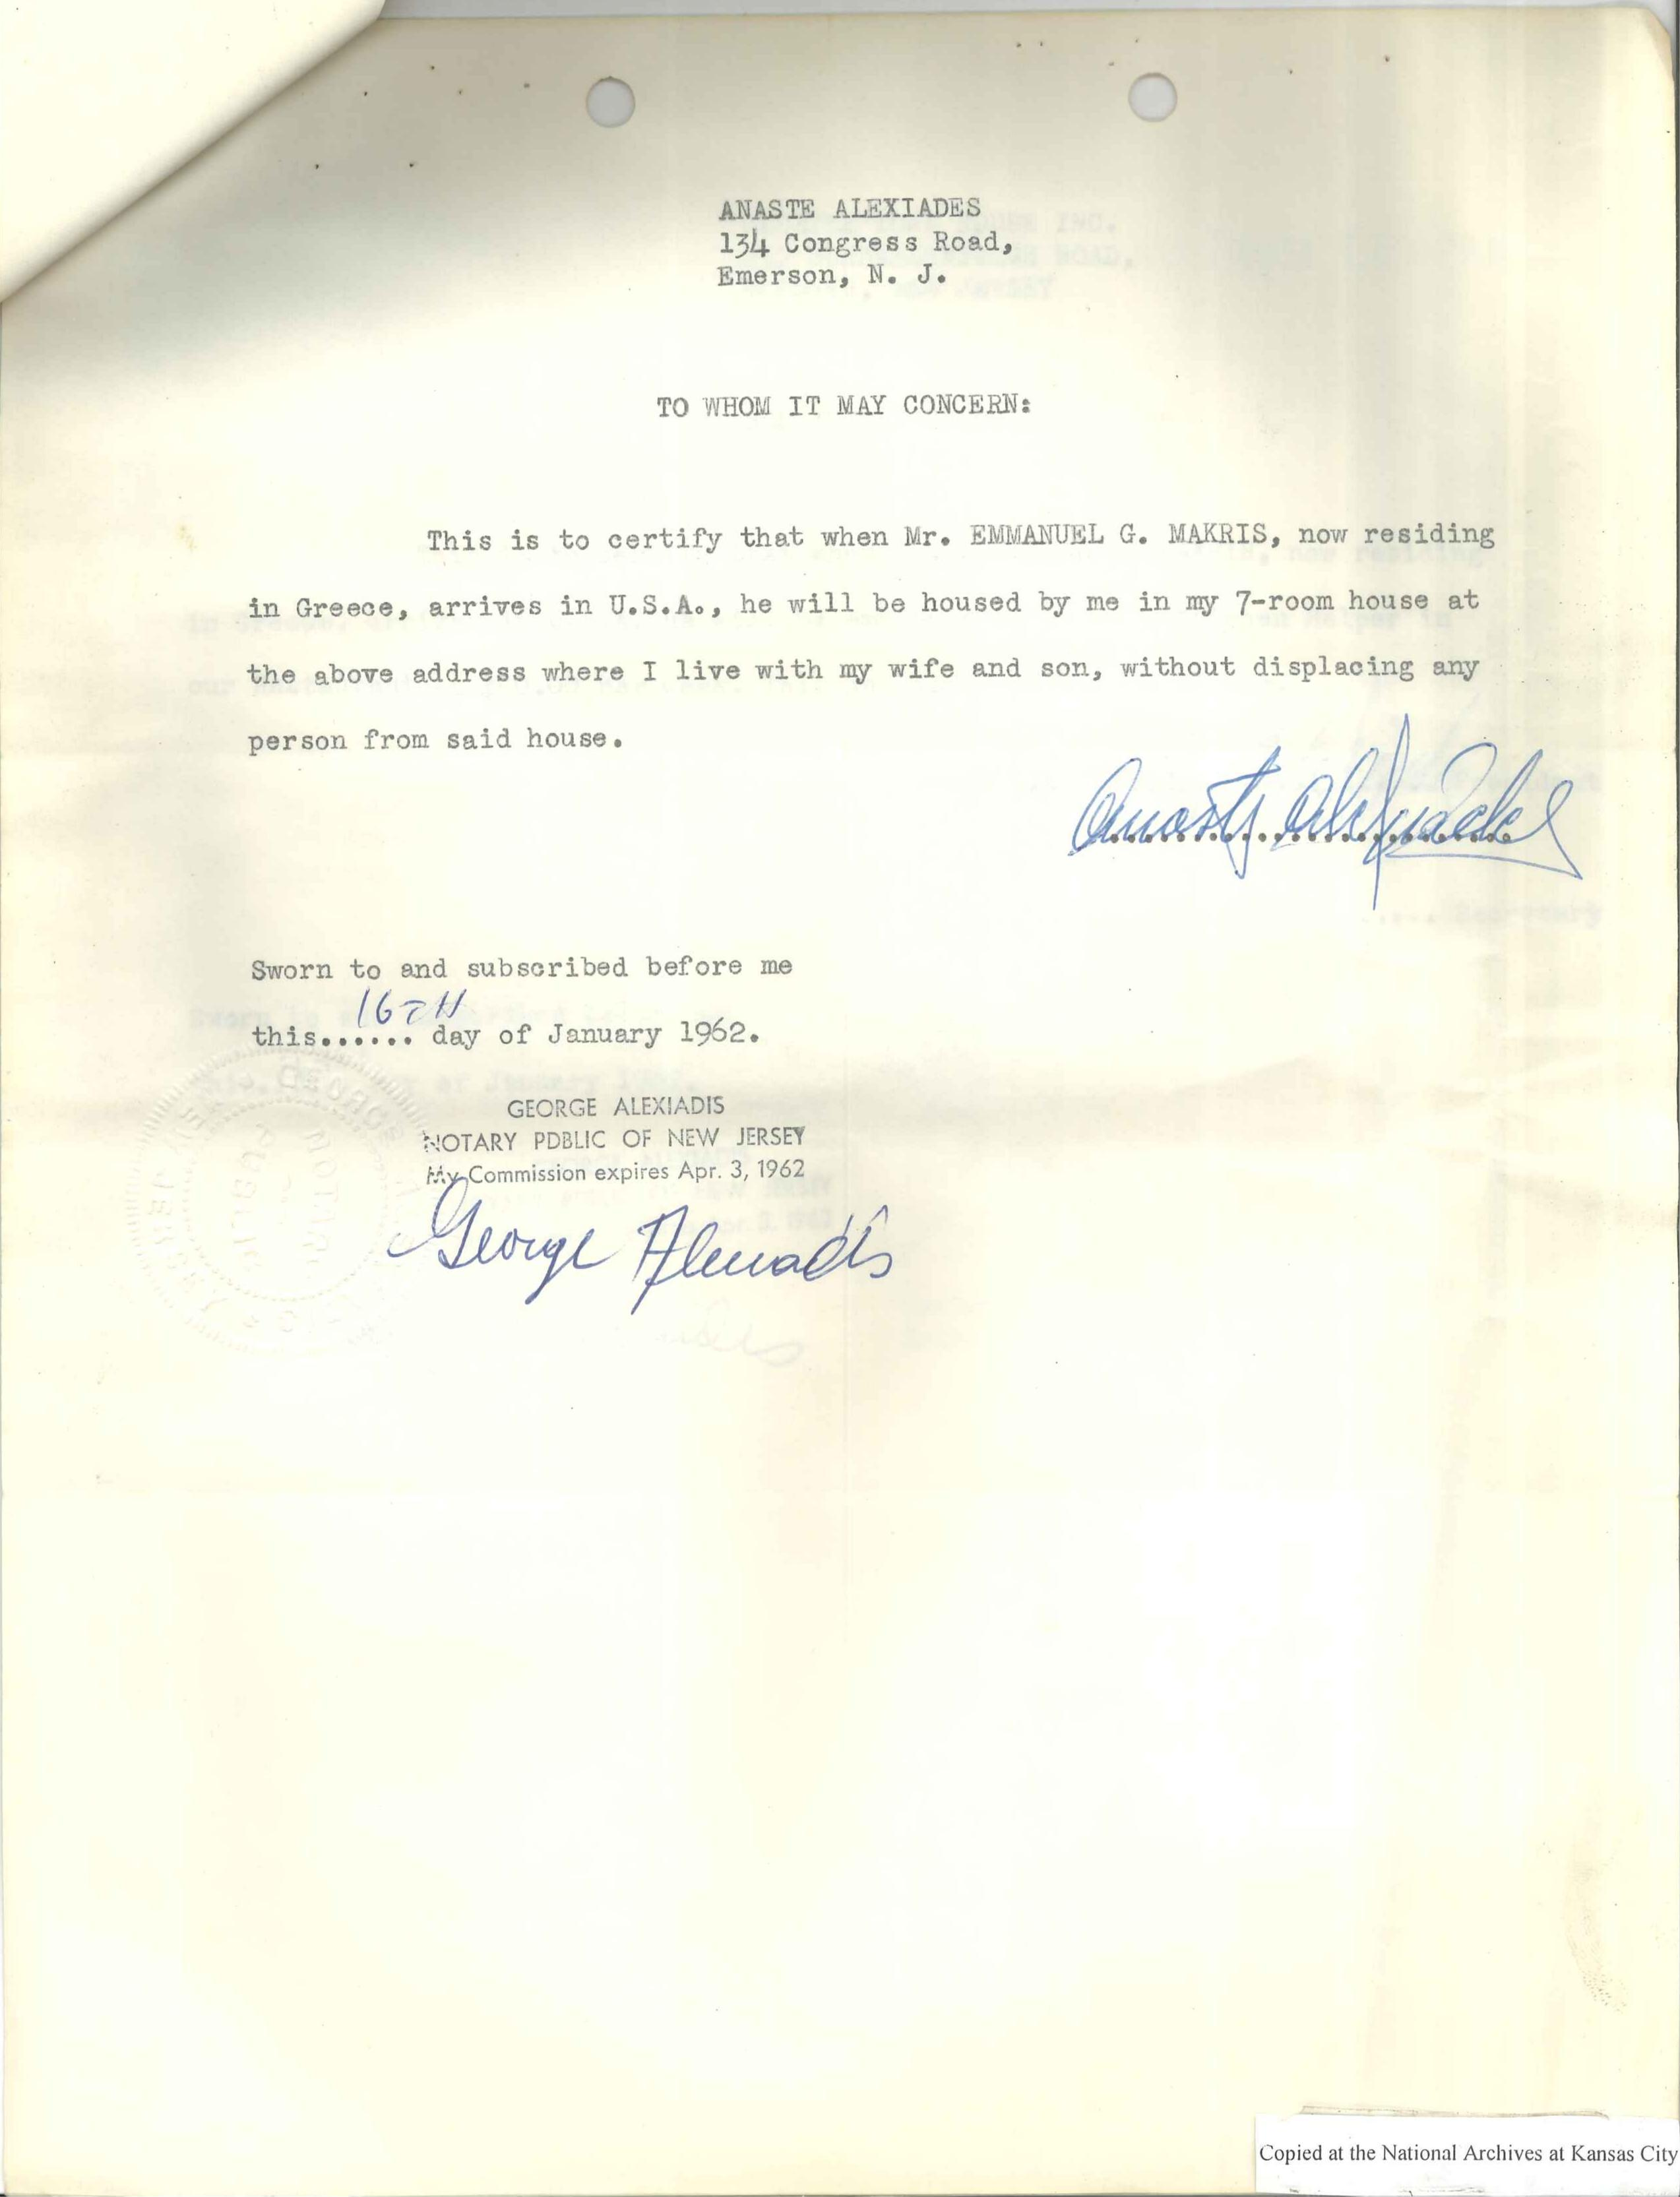 ANASTE ALEXIADES
134 Congress Road,
Emerson, N. J.
TO WHOM IT MAY CONCERN:
This is to certify that when Mr. EMMANUEL G. MAKRIS, now residing
in Greece, arrives in U.S.A., he will be housed by me in my 7-room house at
the above address where I live with my wife and son, without displacing any
person from said house.
Sworn to and subscribed before me
16TH
this...... day of January 1962.
GEORGE ALEXIADIS
NOTARY PDBLIC OF NEW JERSEY
My Commission expires Apr. 3, 1962
George Alexiadis
Copied at the National Archives at Kansas City